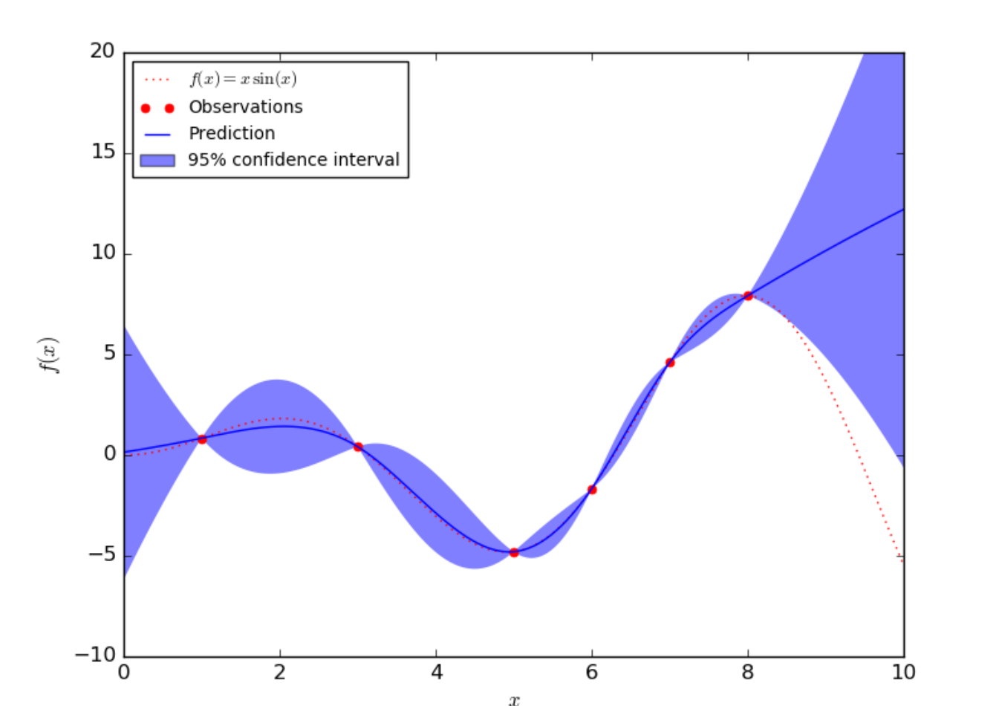 20
15
10
5
0
−5
−10
f(x) = x sin(x)
Observations
Prediction
95% confidence interval
f(x)
0 2 4 6 8 10
x